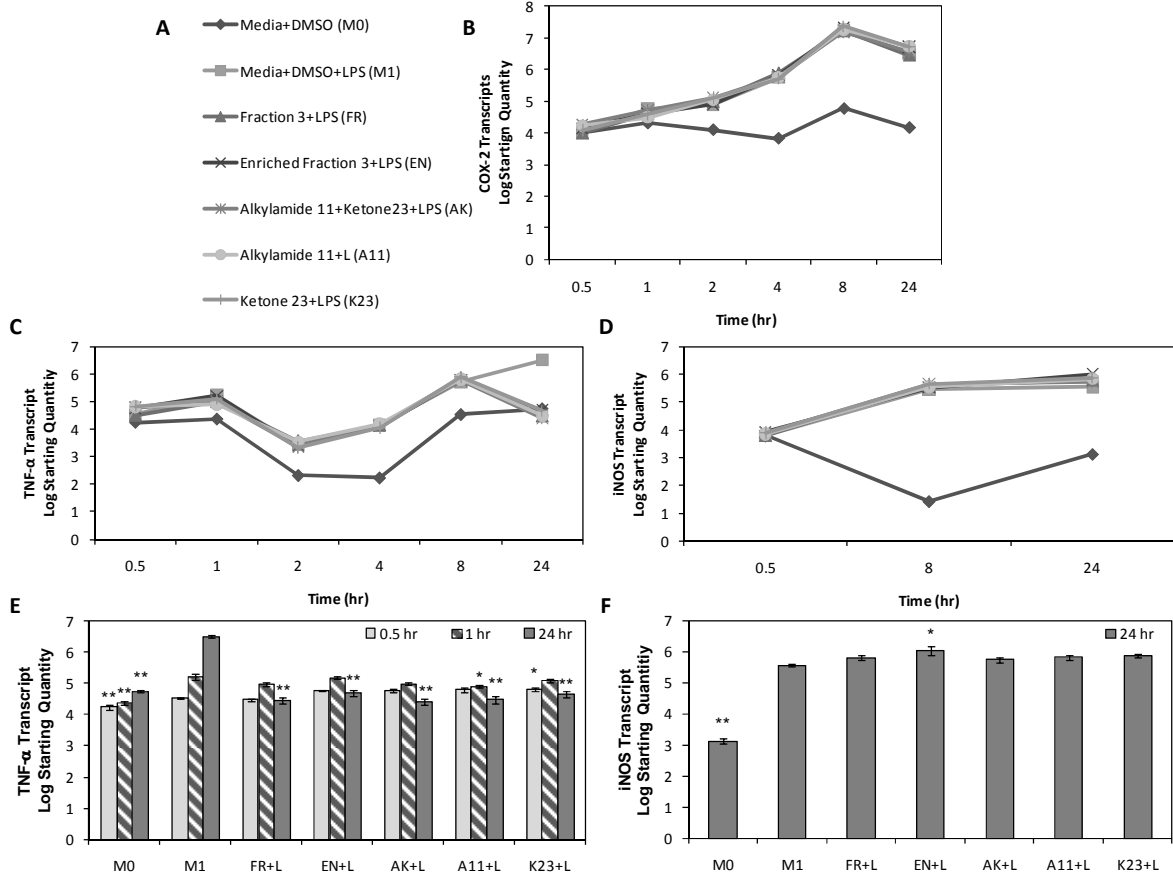 A
Media+DMSO (M0)
Media+DMSO+LPS (M1)
Fraction 3+LPS (FR)
Enriched Fraction 3+LPS (EN)
Alkylamide 11+Ketone23+LPS (AK)
Alkylamide 11+L (A11)
Ketone 23+LPS (K23)
B
COX-2 Transcripts
Log Startign Quantity
8
7
6
5
4
3
2
1
0
0.5 1 2 4 8 24
Time (hr)
C
TNF-α Transcript
Log Starting Quantitiy
7
6
5
4
3
2
1
0
0.5 1 2 4 8 24
Time (hr)
D
iNOS Transcript
Log Starting Quantity
7
6
5
4
3
2
1
0
0.5 8 24
Time (hr)
E
TNF-α Transcript
Log Starting Quantity
7
6
5
4
3
2
1
0
0.5 hr 1 hr 24 hr
** ** ** ** ** ** * ** * **
M0 M1 FR+L EN+L AK+L A11+L K23+L
F
iNOS Transcript
Log Starting Quantity
7
6
5
4
3
2
1
0
24 hr
** *
M0 M1 FR+L EN+L AK+L A11+L K23+L